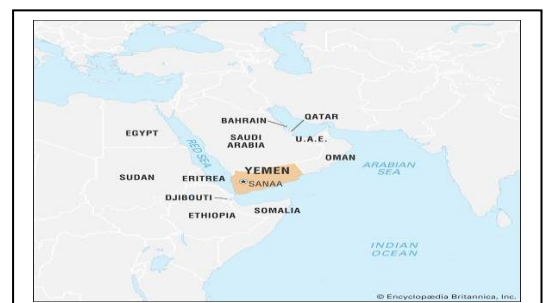 BAHRAIN
QATAR
EGYPT
SAUDI
ARABIA
U.A.E.
RED SEA
OMAN
ARABIAN
SEA
YEMEN
SANAA
SUDAN
ERITREA
DJIBOUTI
SOMALIA
ETHIOPIA
INDIAN
OCEAN
© Encyclopædia Britannica, Inc.